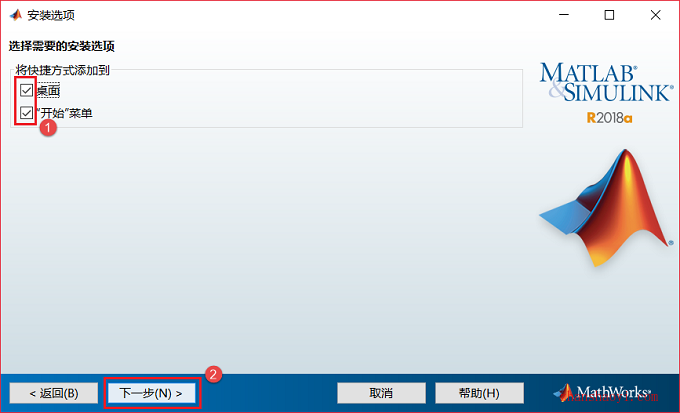 安装选项
选择需要的安装选项
将快捷方式添加到
桌面
"开始"菜单
1
MATLAB®
&SIMULINK®
R2018a
®
2
< 返回(B)
下一步(N) >
取消
帮助(H)
MathWorks®